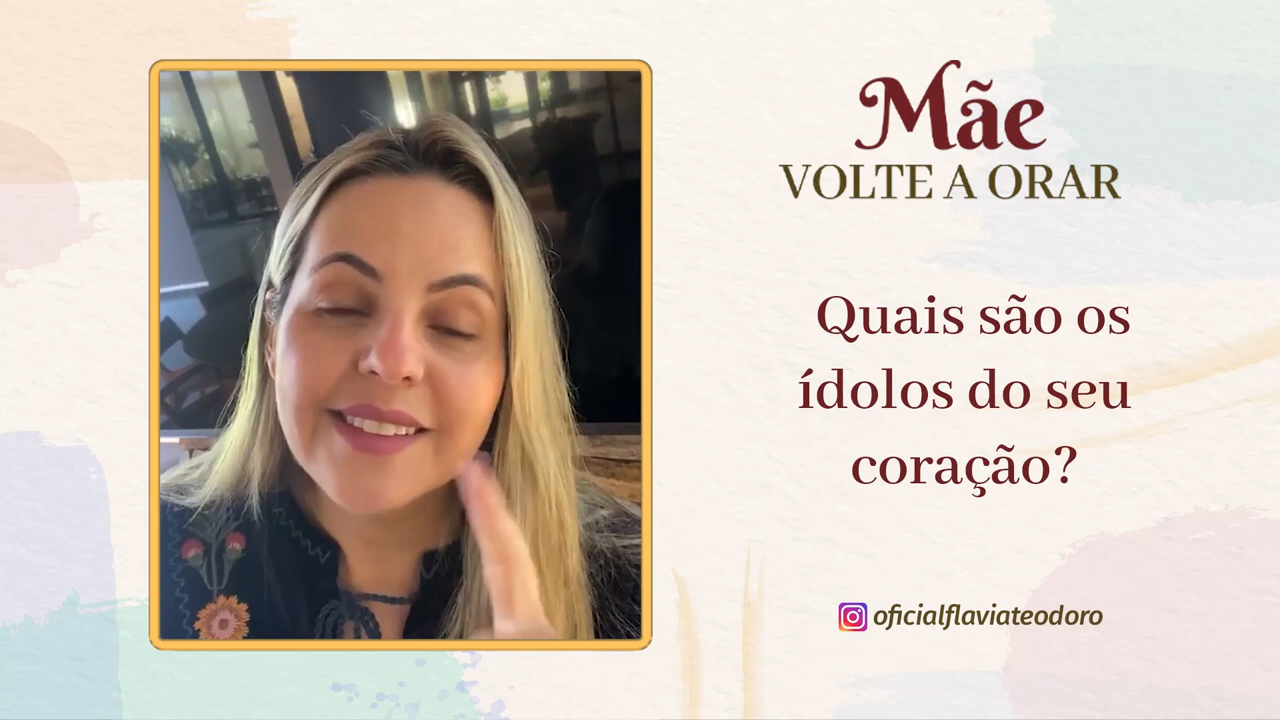 Mãe
VOLTE A ORAR
Quais são os
ídolos do seu
coração?
oficialflaviateodoro